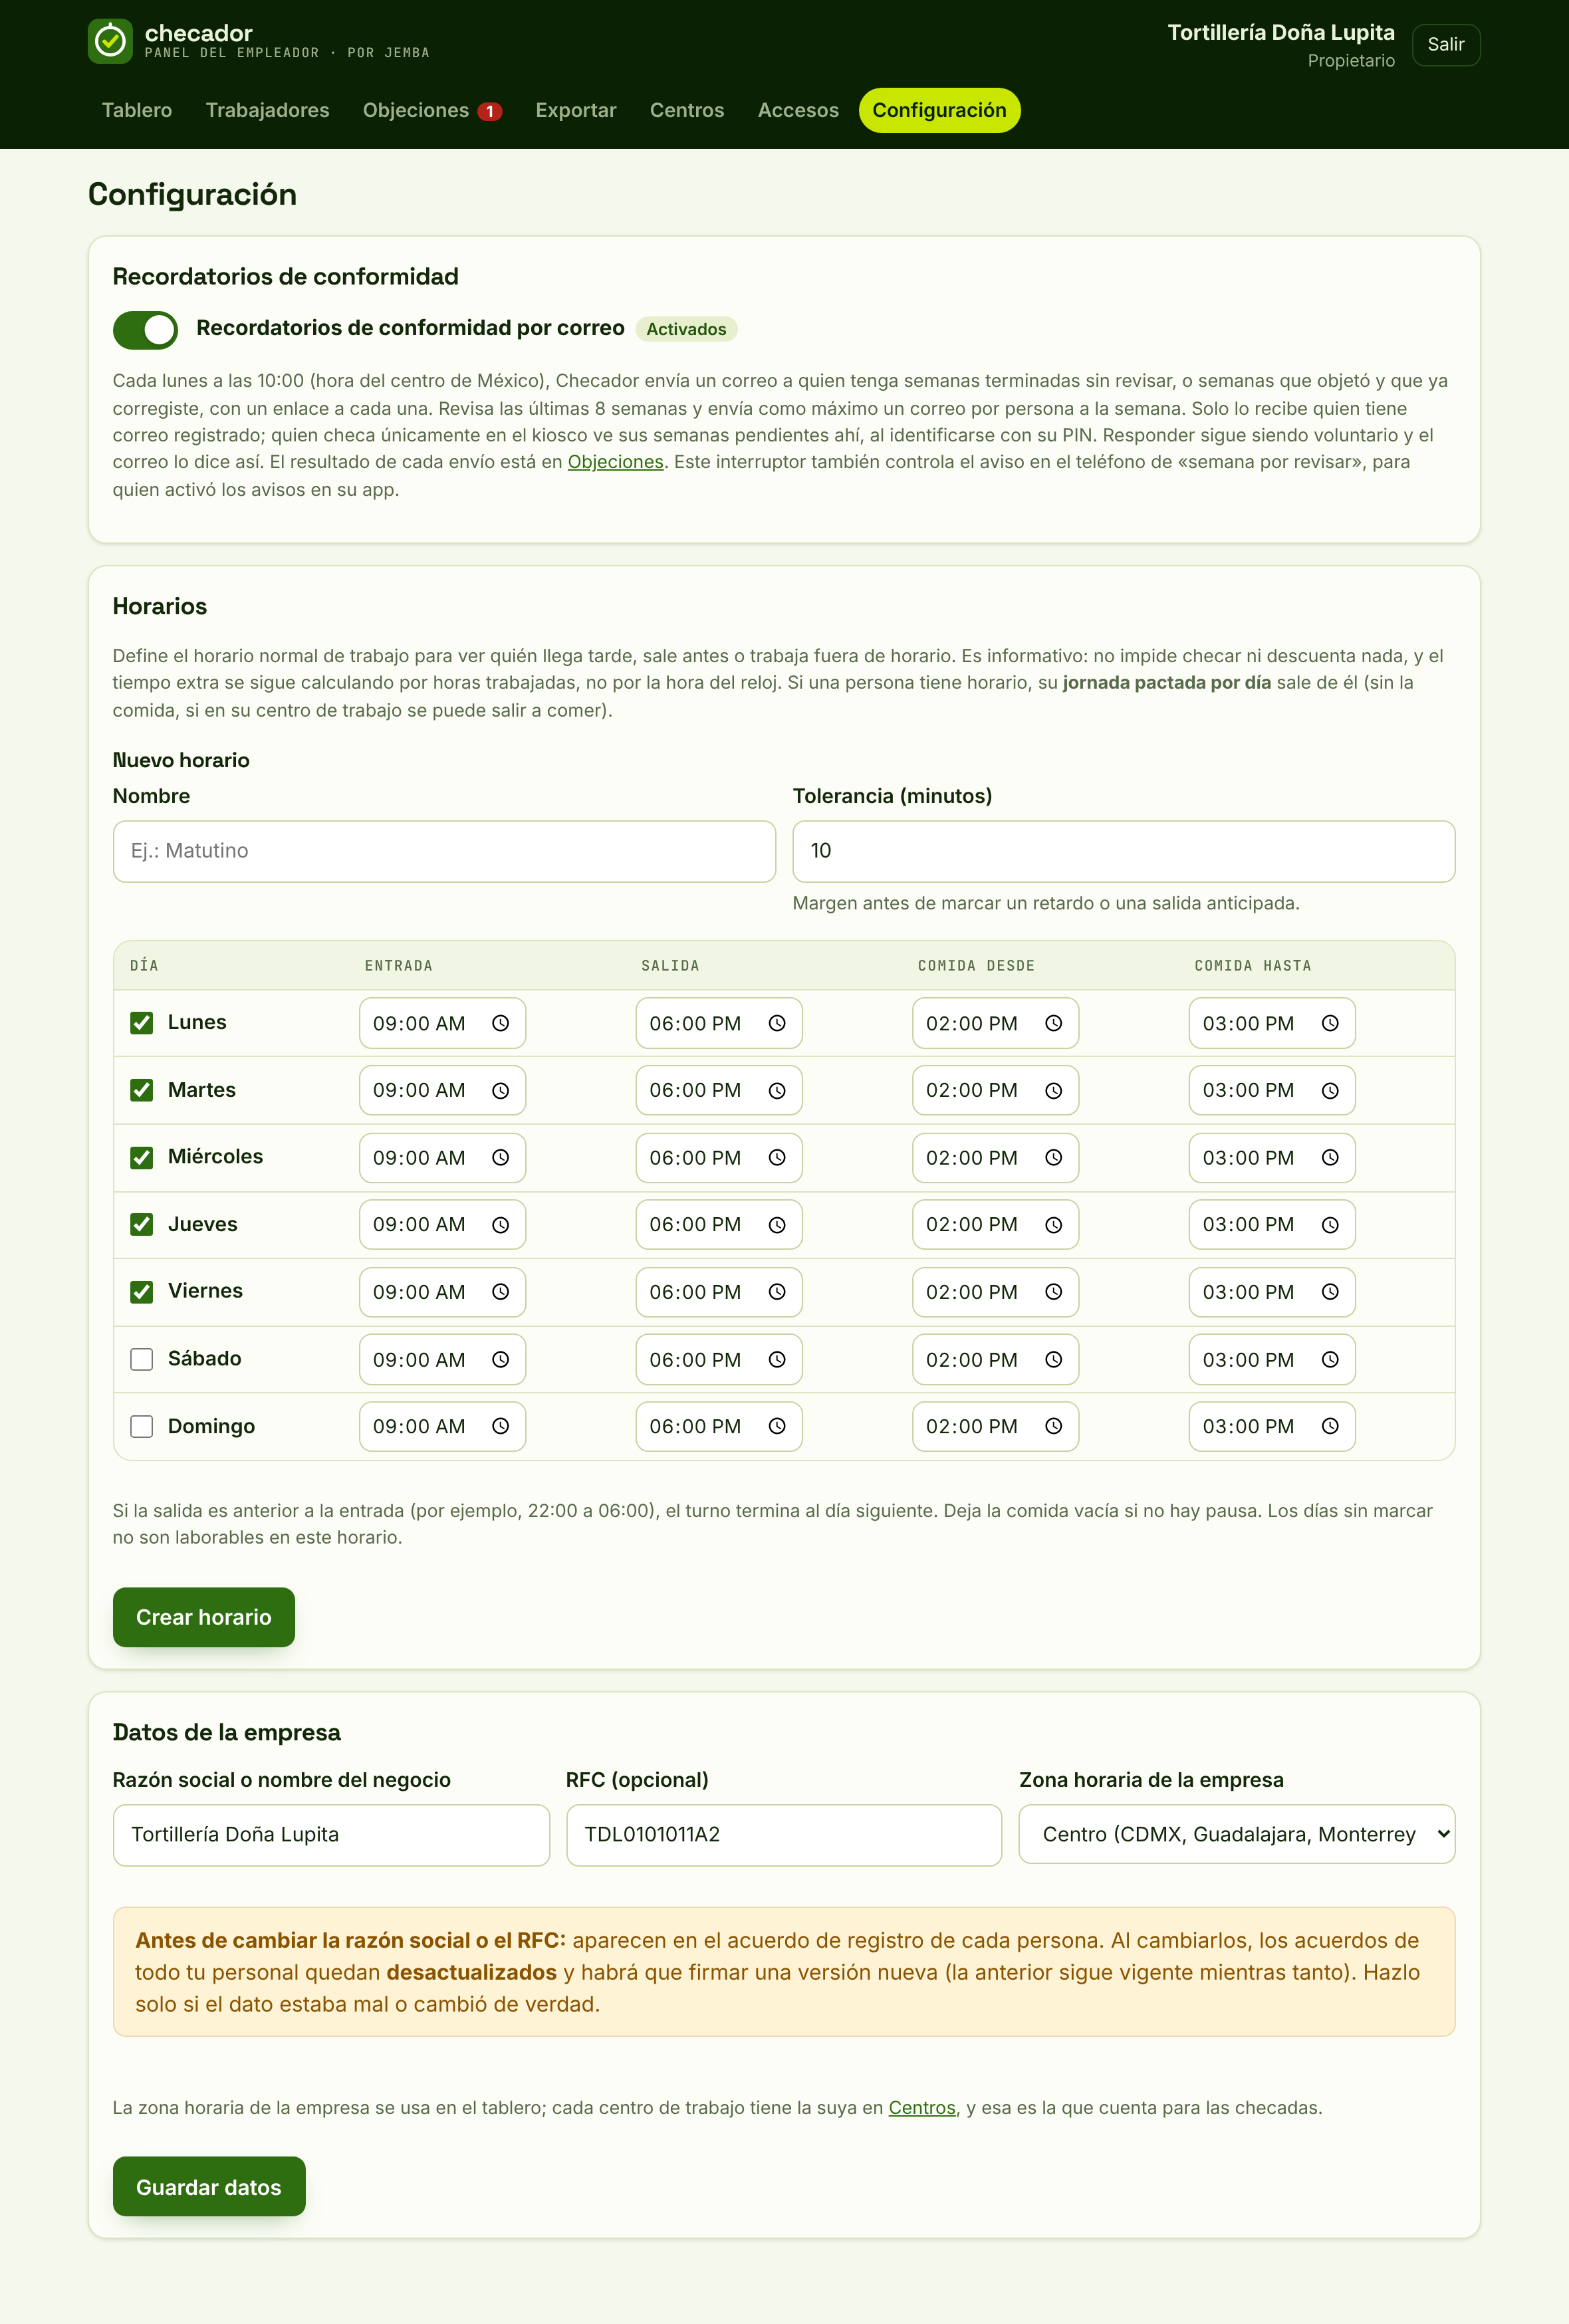 checador
PANEL DEL EMPLEADOR · POR JEMBA
Tortillería Doña Lupita
Propietario
Salir
Tablero
Trabajadores
Objeciones 1
Exportar
Centros
Accesos
Configuración
Configuración
Recordatorios de conformidad
Recordatorios de conformidad por correo Activados
Cada lunes a las 10:00 (hora del centro de México), Checador envía un correo a quien tenga semanas terminadas sin revisar, o semanas que objetó y que ya
corregiste, con un enlace a cada una. Revisa las últimas 8 semanas y envía como máximo un correo por persona a la semana. Solo lo recibe quien tiene
correo registrado; quien checa únicamente en el kiosco ve sus semanas pendientes ahí, al identificarse con su PIN. Responder sigue siendo voluntario y el
correo lo dice así. El resultado de cada envío está en Objeciones. Este interruptor también controla el aviso en el teléfono de «semana por revisar», para
quien activó los avisos en su app.
Horarios
Define el horario normal de trabajo para ver quién llega tarde, sale antes o trabaja fuera de horario. Es informativo: no impide checar ni descuenta nada, y el
tiempo extra se sigue calculando por horas trabajadas, no por la hora del reloj. Si una persona tiene horario, su jornada pactada por día sale de él (sin la
comida, si en su centro de trabajo se puede salir a comer).
Nuevo horario
Nombre
Ej.: Matutino
Tolerancia (minutos)
10
Margen antes de marcar un retardo o una salida anticipada.
DÍA ENTRADA SALIDA COMIDA DESDE COMIDA HASTA
Lunes 09:00 AM 06:00 PM 02:00 PM 03:00 PM
Martes 09:00 AM 06:00 PM 02:00 PM 03:00 PM
Miércoles 09:00 AM 06:00 PM 02:00 PM 03:00 PM
Jueves 09:00 AM 06:00 PM 02:00 PM 03:00 PM
Viernes 09:00 AM 06:00 PM 02:00 PM 03:00 PM
Sábado 09:00 AM 06:00 PM 02:00 PM 03:00 PM
Domingo 09:00 AM 06:00 PM 02:00 PM 03:00 PM
Si la salida es anterior a la entrada (por ejemplo, 22:00 a 06:00), el turno termina al día siguiente. Deja la comida vacía si no hay pausa. Los días sin marcar
no son laborables en este horario.
Crear horario
Datos de la empresa
Razón social o nombre del negocio
Tortillería Doña Lupita
RFC (opcional)
TDL0101011A2
Zona horaria de la empresa
Centro (CDMX, Guadalajara, Monterrey
Antes de cambiar la razón social o el RFC: aparecen en el acuerdo de registro de cada persona. Al cambiarlos, los acuerdos de
todo tu personal quedan desactualizados y habrá que firmar una versión nueva (la anterior sigue vigente mientras tanto). Hazlo
solo si el dato estaba mal o cambió de verdad.
La zona horaria de la empresa se usa en el tablero; cada centro de trabajo tiene la suya en Centros, y esa es la que cuenta para las checadas.
Guardar datos